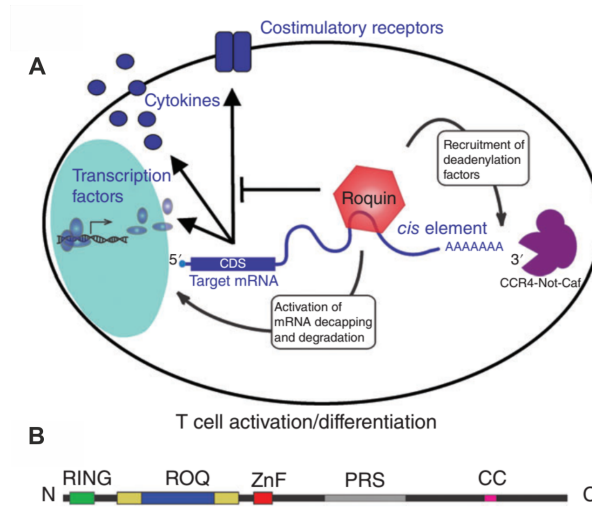 A
Costimulatory receptors
Cytokines
Transcription
factors
Recruitment of
deadenylation
factors
Roquin
cis element
AAAAAAA
5′
CDS
Target mRNA
3′
CCR4-Not-Caf
Activation of
mRNA decapping
and degradation
T cell activation/differentiation
B
RING
ROQ
ZnF
PRS
CC
N
C